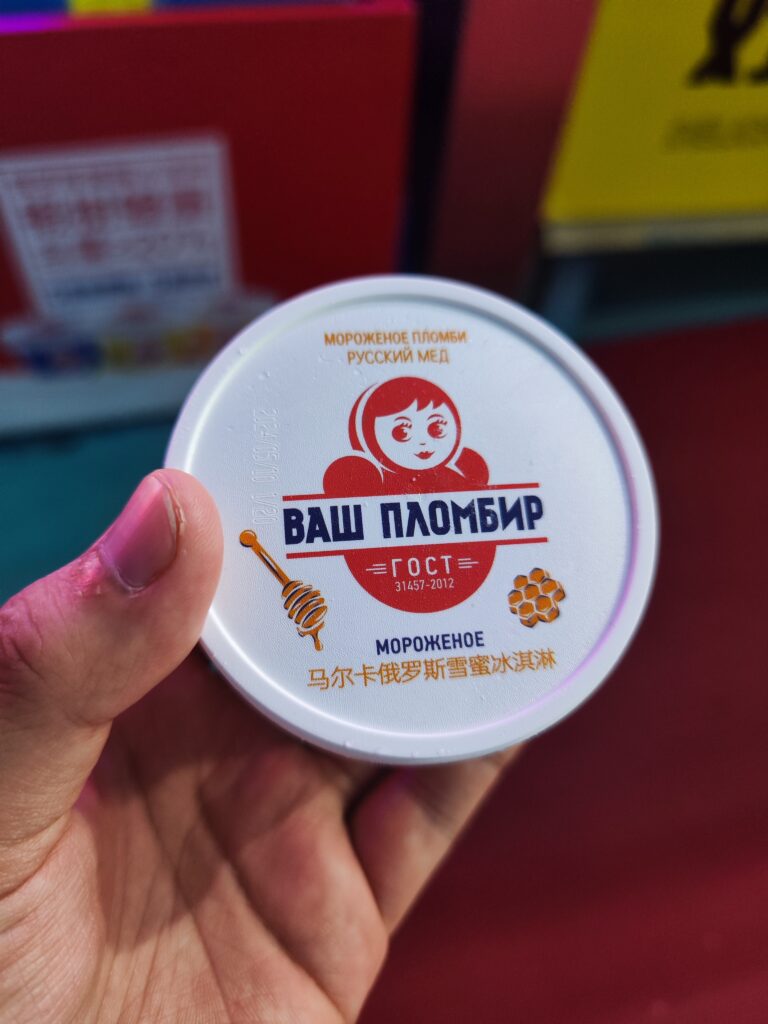 МОРОЖЕНОЕ ПЛОМБИ
РУССКИЙ МЕД
ВАШ ПЛОМБИР
ГОСТ
31457-2012
МОРОЖЕНОЕ
马尔卡俄罗斯雪蜜冰淇淋